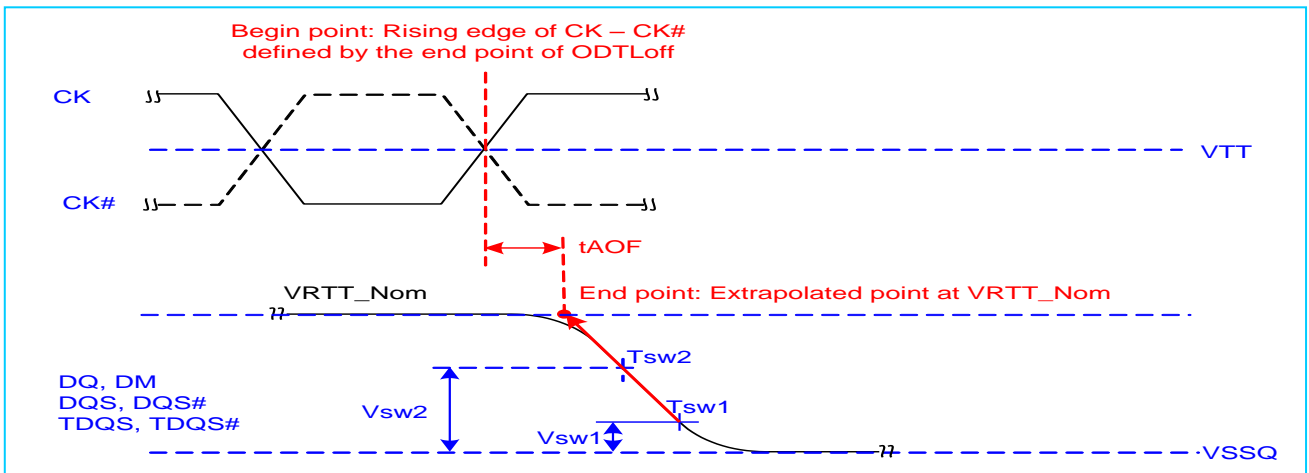 Begin point: Rising edge of CK – CK#
defined by the end point of ODTLoff
CK
VTT
CK#
tAOF
VRTT_Nom
End point: Extrapolated point at VRTT_Nom
Tsw2
DQ, DM
DQS, DQS#
TDQS, TDQS#
Vsw2
Tsw1
Vsw1
VSSQ